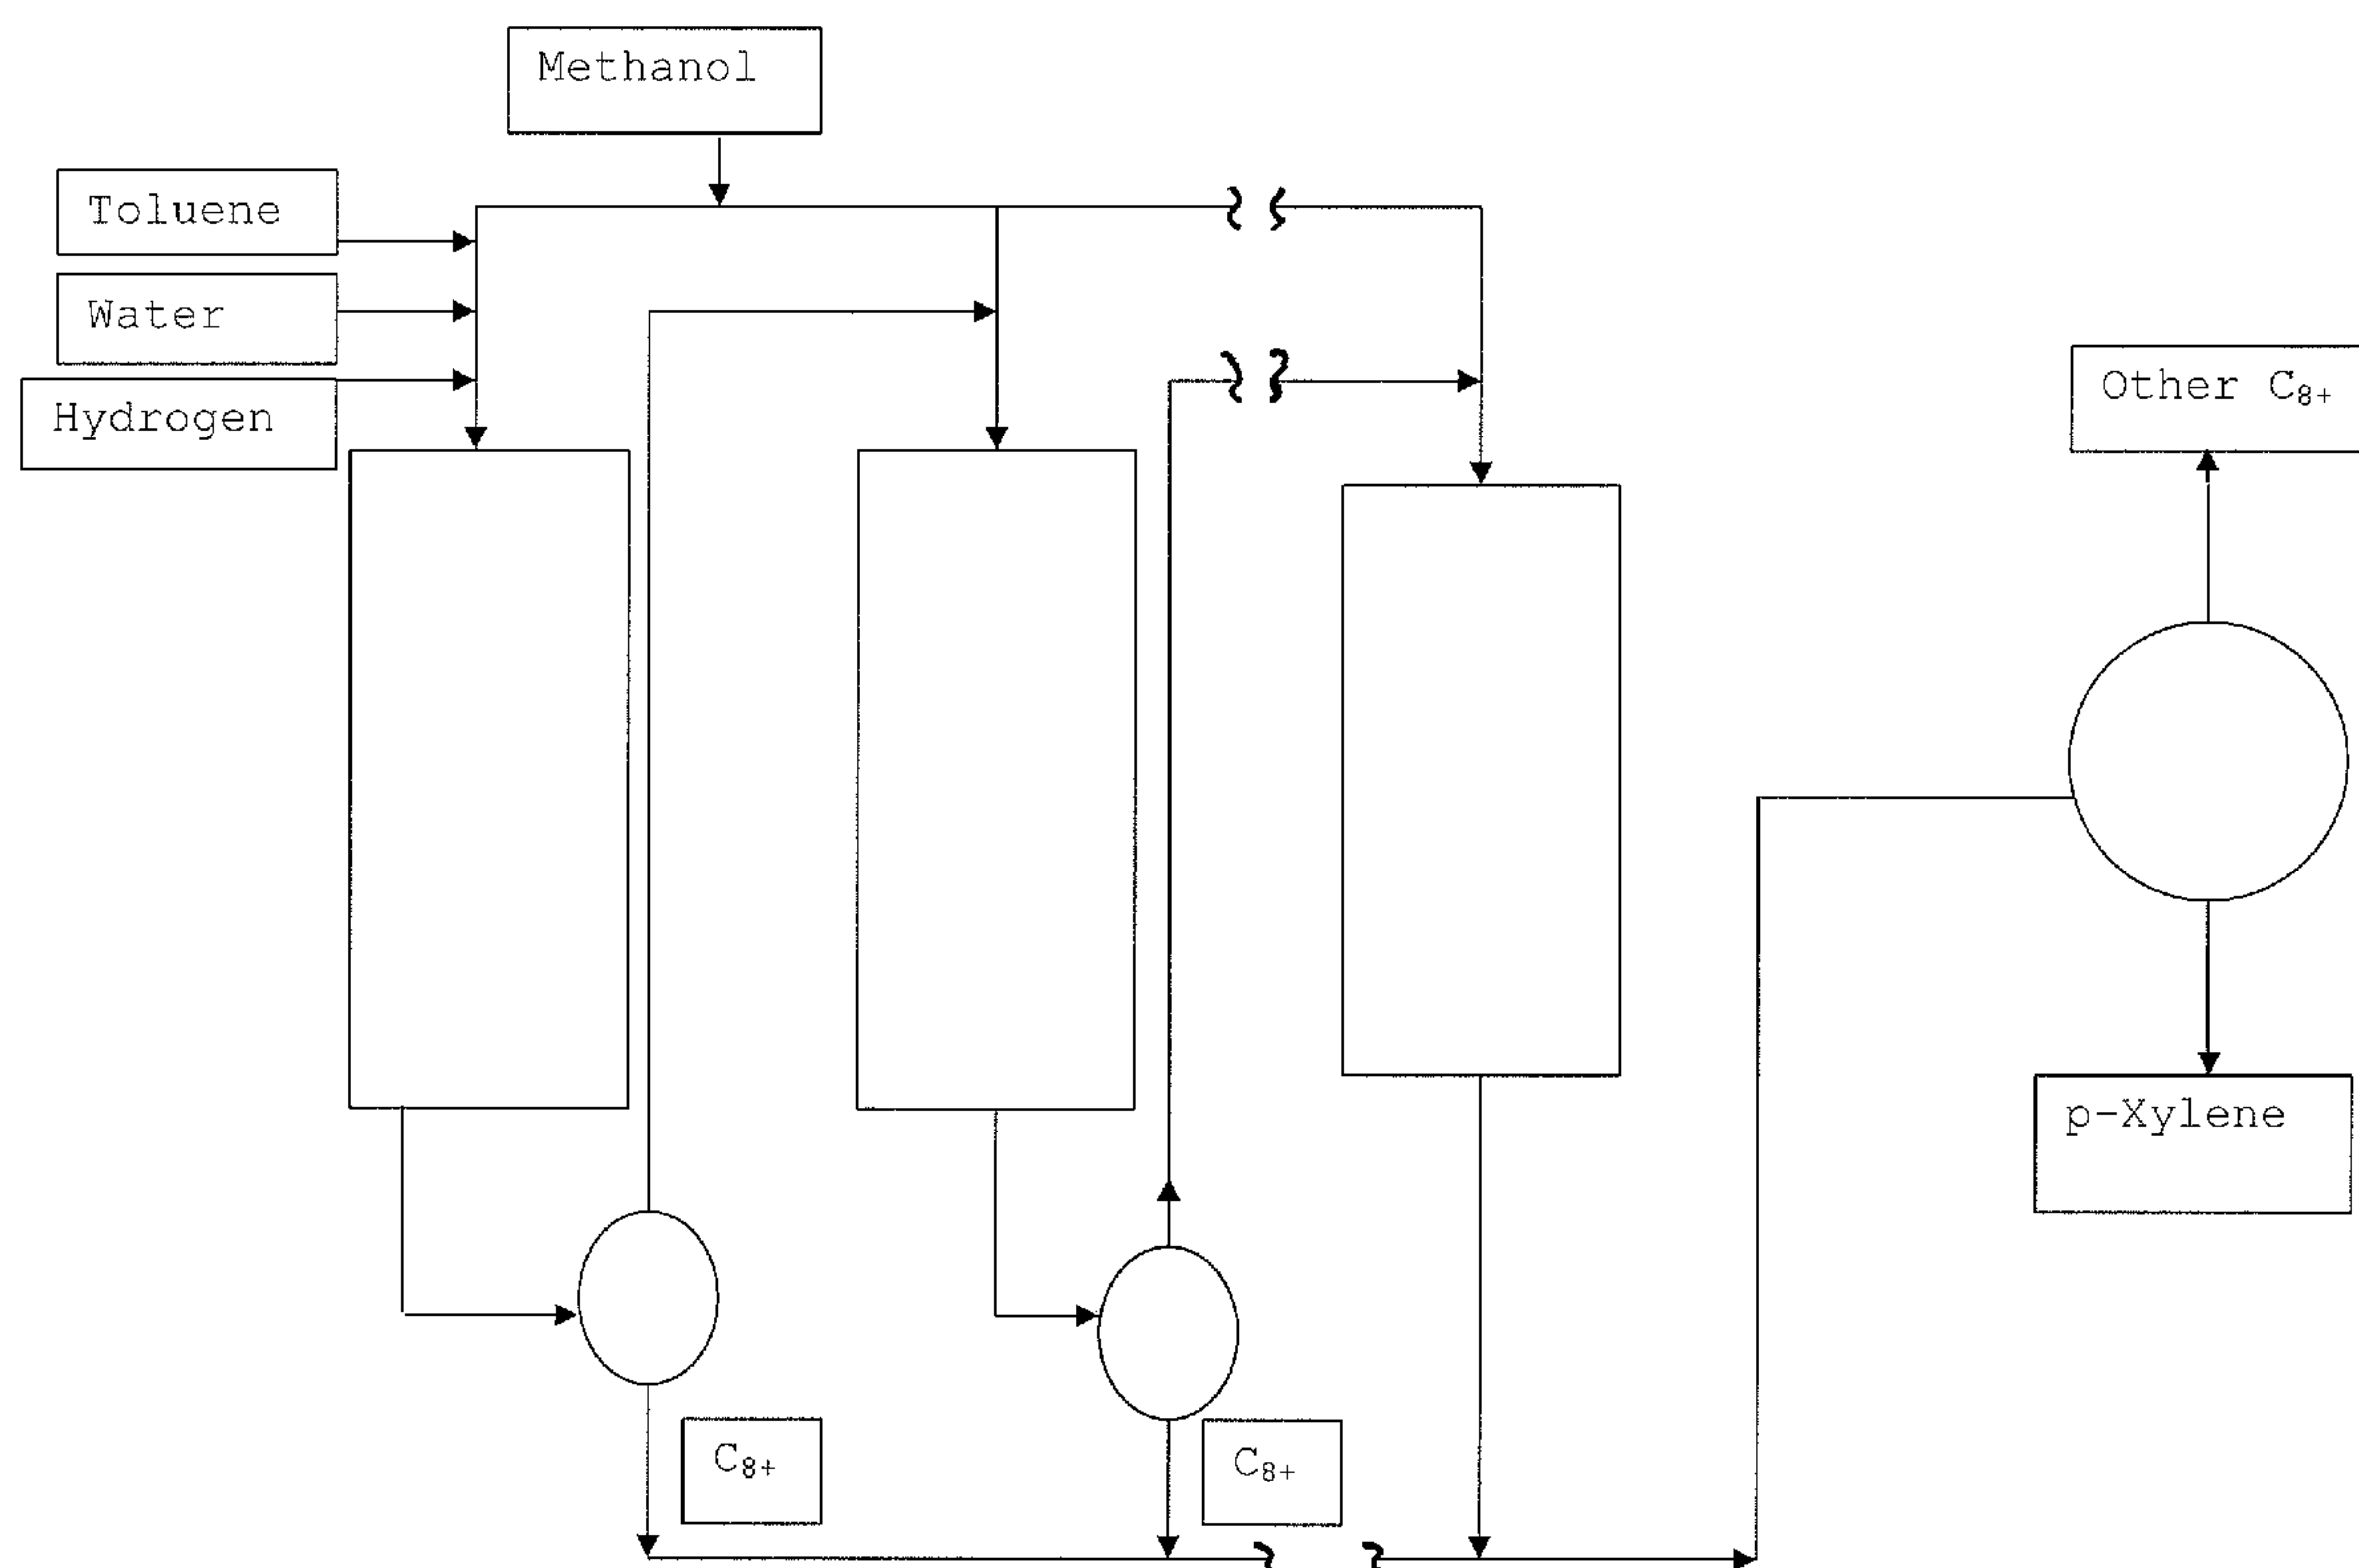 Methanol
Toluene
Water
Hydrogen
Other C₈₊
p-Xylene
C₈₊
C₈₊